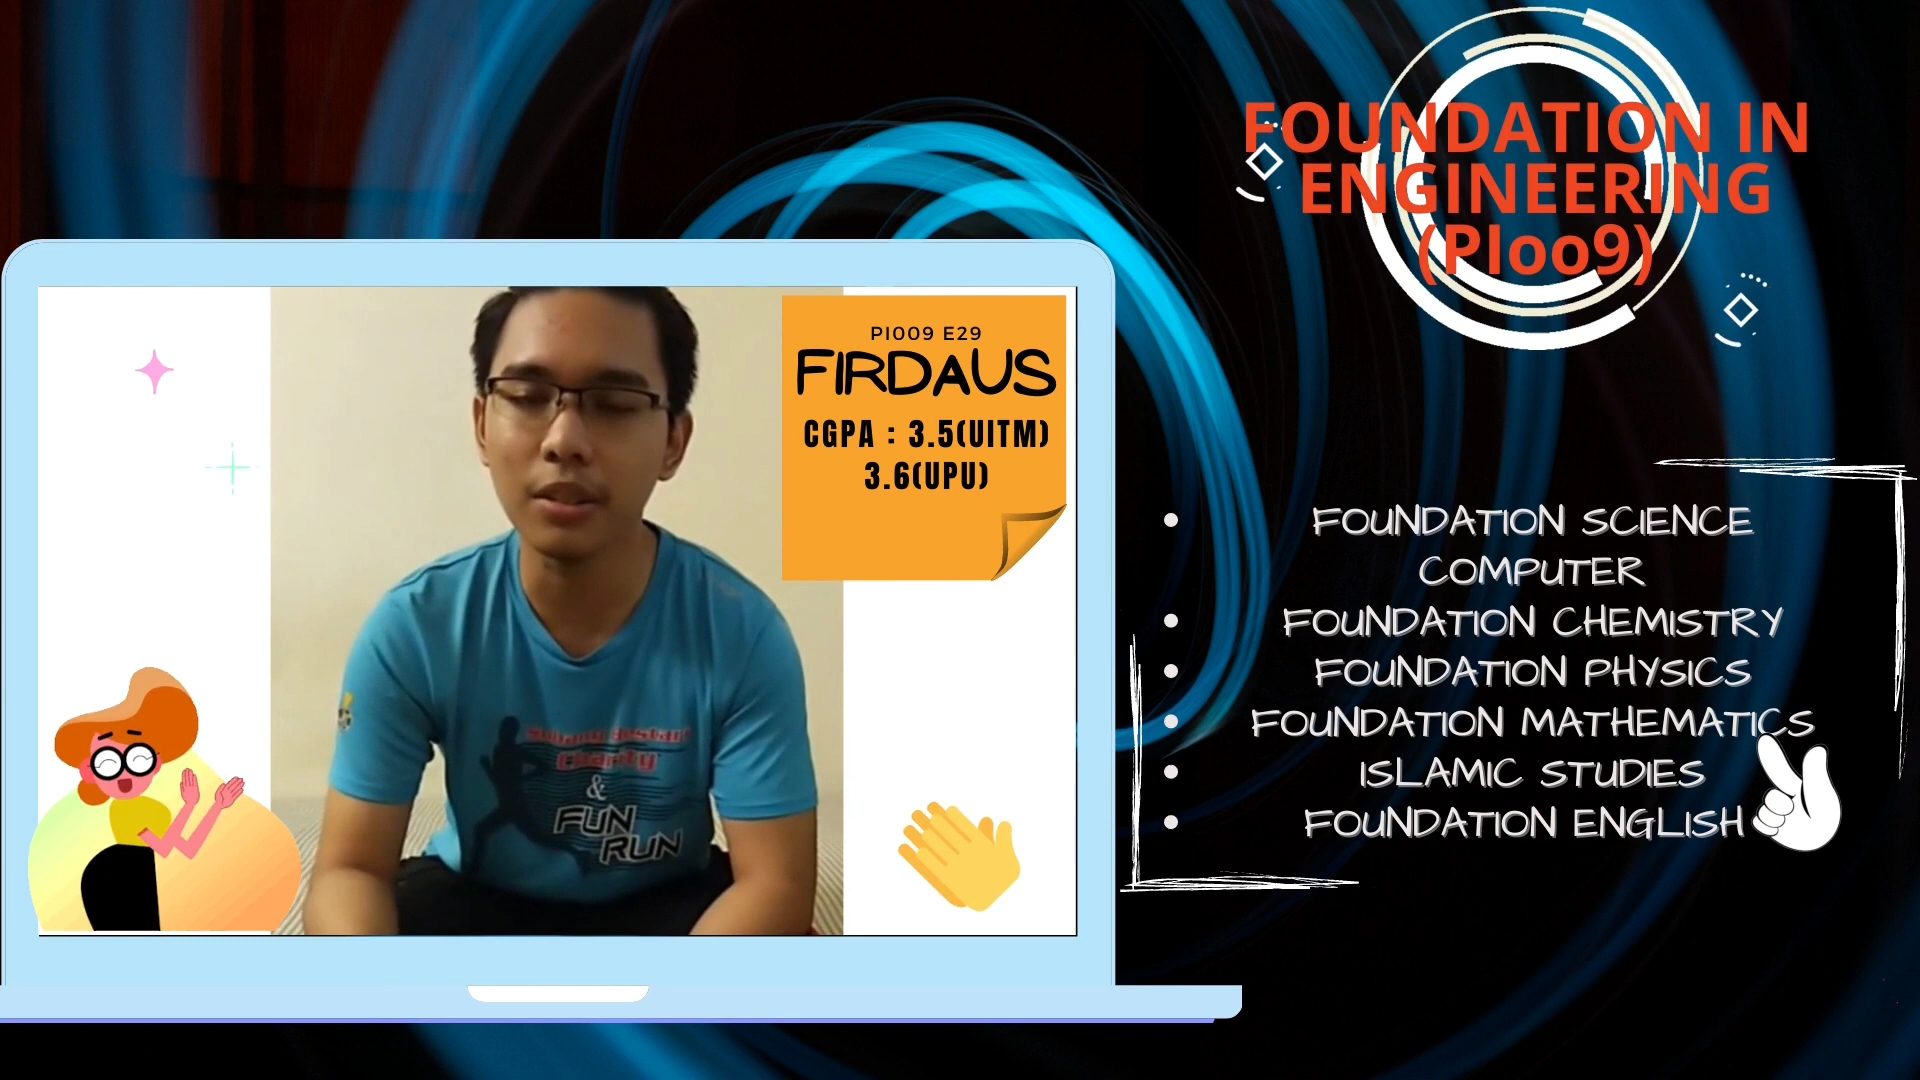 FOUNDATION IN
ENGINEERING
(PIoo9)
PI009 E29
FIRDAUS
CGPA : 3.5(UITM)
3.6(UPU)
Charity
&
FUN
RUN
FOUNDATION SCIENCE
COMPUTER
FOUNDATION CHEMISTRY
FOUNDATION PHYSICS
FOUNDATION MATHEMATICS
ISLAMIC STUDIES
FOUNDATION ENGLISH